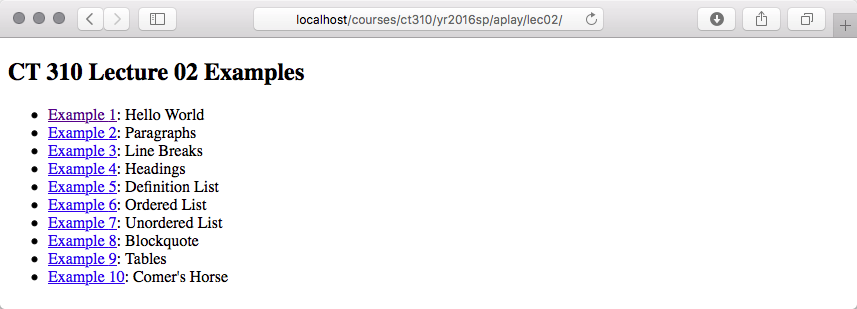 localhost/courses/ct310/yr2016sp/aplay/lec02/
CT 310 Lecture 02 Examples
Example 1: Hello World
Example 2: Paragraphs
Example 3: Line Breaks
Example 4: Headings
Example 5: Definition List
Example 6: Ordered List
Example 7: Unordered List
Example 8: Blockquote
Example 9: Tables
Example 10: Comer's Horse